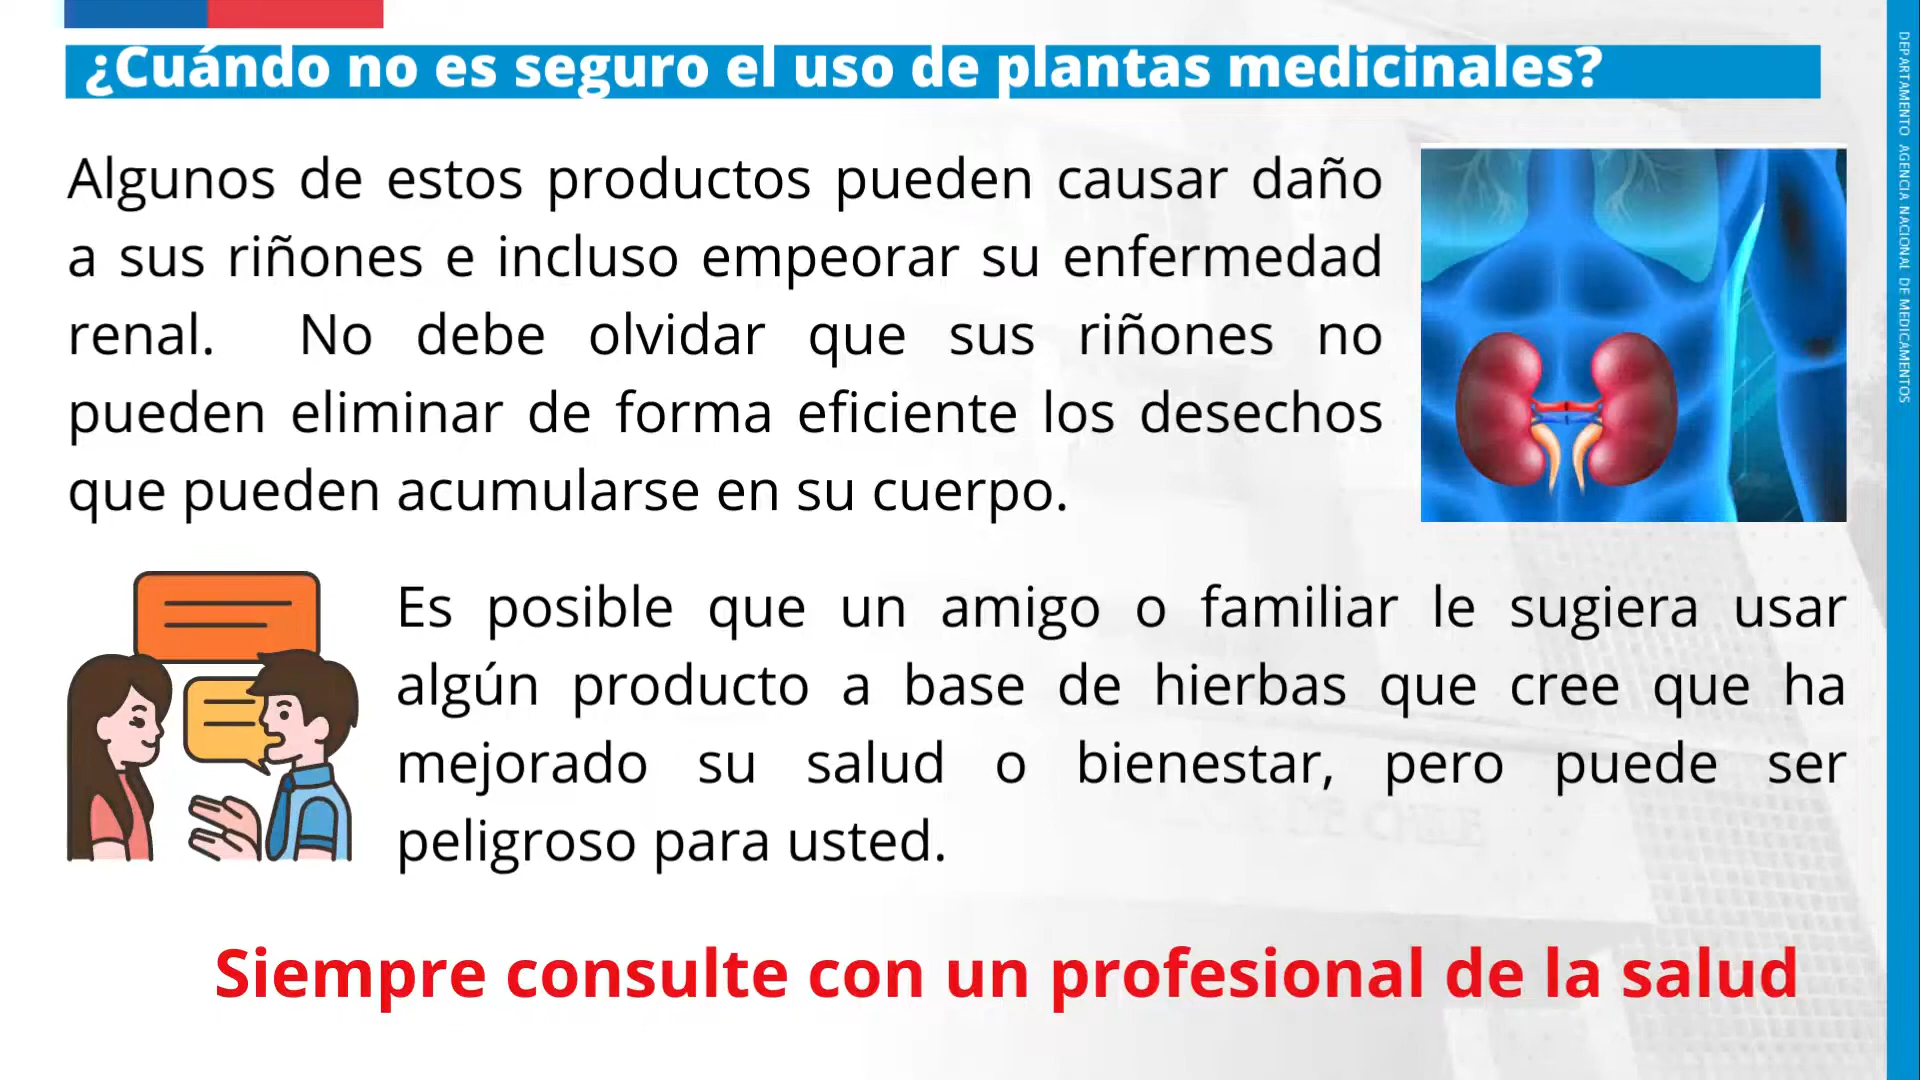 ¿Cuándo no es seguro el uso de plantas medicinales?
Algunos de estos productos pueden causar daño
a sus riñones e incluso empeorar su enfermedad
renal. No debe olvidar que sus riñones no
pueden eliminar de forma eficiente los desechos
que pueden acumularse en su cuerpo.
Es posible que un amigo o familiar le sugiera usar
algún producto a base de hierbas que cree que ha
mejorado su salud o bienestar, pero puede ser
peligroso para usted.
Siempre consulte con un profesional de la salud
DEPARTAMENTO AGENCIA NACIONAL DE MEDICAMENTOS